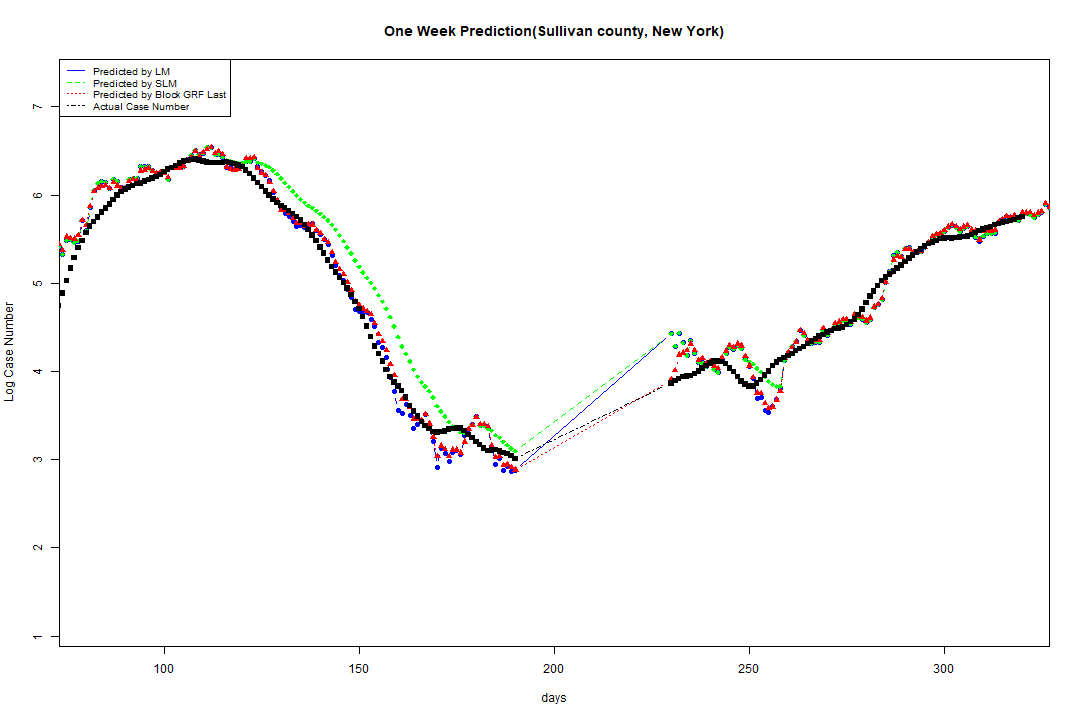 One Week Prediction(Sullivan county, New York)
Predicted by LM
Predicted by SLM
Predicted by Block GRF Last
Actual Case Number
7
6
5
4
3
2
1
Log Case Number
100 150 200 250 300
days